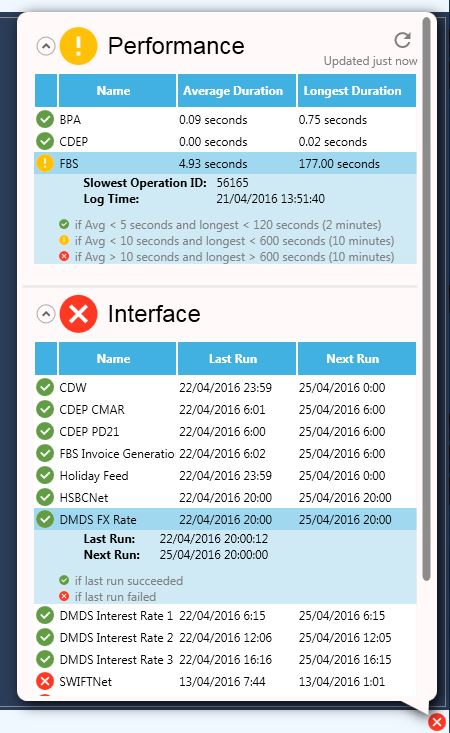 Performance
Updated just now
Name Average Duration Longest Duration
BPA 0.09 seconds 0.75 seconds
CDEP 0.00 seconds 0.02 seconds
FBS 4.93 seconds 177.00 seconds
Slowest Operation ID: 56165
Log Time: 21/04/2016 13:51:40
if Avg < 5 seconds and longest < 120 seconds (2 minutes)
if Avg < 10 seconds and longest < 600 seconds (10 minutes)
if Avg > 10 seconds and longest > 600 seconds (10 minutes)
Interface
Name Last Run Next Run
CDW 22/04/2016 23:59 25/04/2016 0:00
CDEP CMAR 22/04/2016 6:01 25/04/2016 6:00
CDEP PD21 22/04/2016 6:00 25/04/2016 6:00
FBS Invoice Generatio 22/04/2016 6:02 25/04/2016 6:00
Holiday Feed 22/04/2016 23:59 25/04/2016 0:00
HSBCNet 22/04/2016 20:00 25/04/2016 20:00
DMDS FX Rate 22/04/2016 20:00 25/04/2016 20:00
Last Run: 22/04/2016 20:00:12
Next Run: 25/04/2016 20:00:00
if last run succeeded
if last run failed
DMDS Interest Rate 1 22/04/2016 6:15 25/04/2016 6:15
DMDS Interest Rate 2 22/04/2016 12:06 25/04/2016 12:05
DMDS Interest Rate 3 22/04/2016 16:16 25/04/2016 16:15
SWIFTNet 13/04/2016 7:44 13/04/2016 1:01